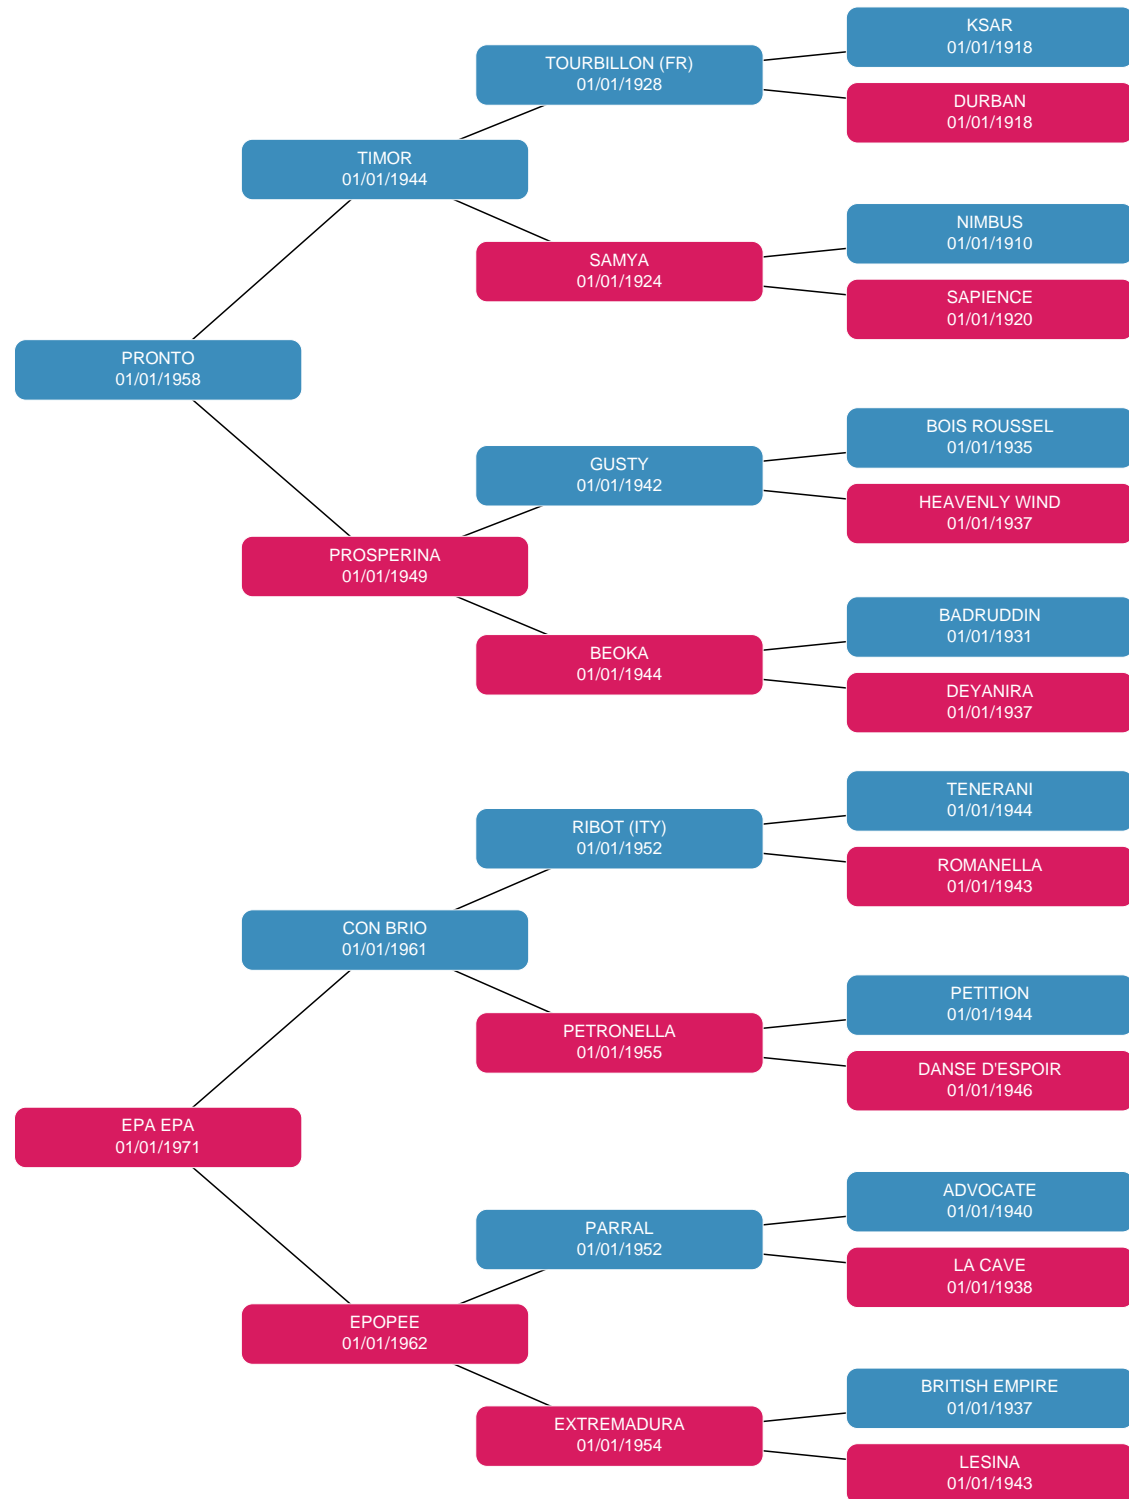 KSAR
01/01/1918
TOURBILLON (FR)
01/01/1928
DURBAN
01/01/1918
TIMOR
01/01/1944
NIMBUS
01/01/1910
SAMYA
01/01/1924
SAPIENCE
01/01/1920
PRONTO
01/01/1958
BOIS ROUSSEL
01/01/1935
GUSTY
01/01/1942
HEAVENLY WIND
01/01/1937
PROSPERINA
01/01/1949
BADRUDDIN
01/01/1931
BEOKA
01/01/1944
DEYANIRA
01/01/1937
TENERANI
01/01/1944
RIBOT (ITY)
01/01/1952
ROMANELLA
01/01/1943
CON BRIO
01/01/1961
PETITION
01/01/1944
PETRONELLA
01/01/1955
DANSE D'ESPOIR
01/01/1946
EPA EPA
01/01/1971
ADVOCATE
01/01/1940
PARRAL
01/01/1952
LA CAVE
01/01/1938
EPOPEE
01/01/1962
BRITISH EMPIRE
01/01/1937
EXTREMADURA
01/01/1954
LESINA
01/01/1943